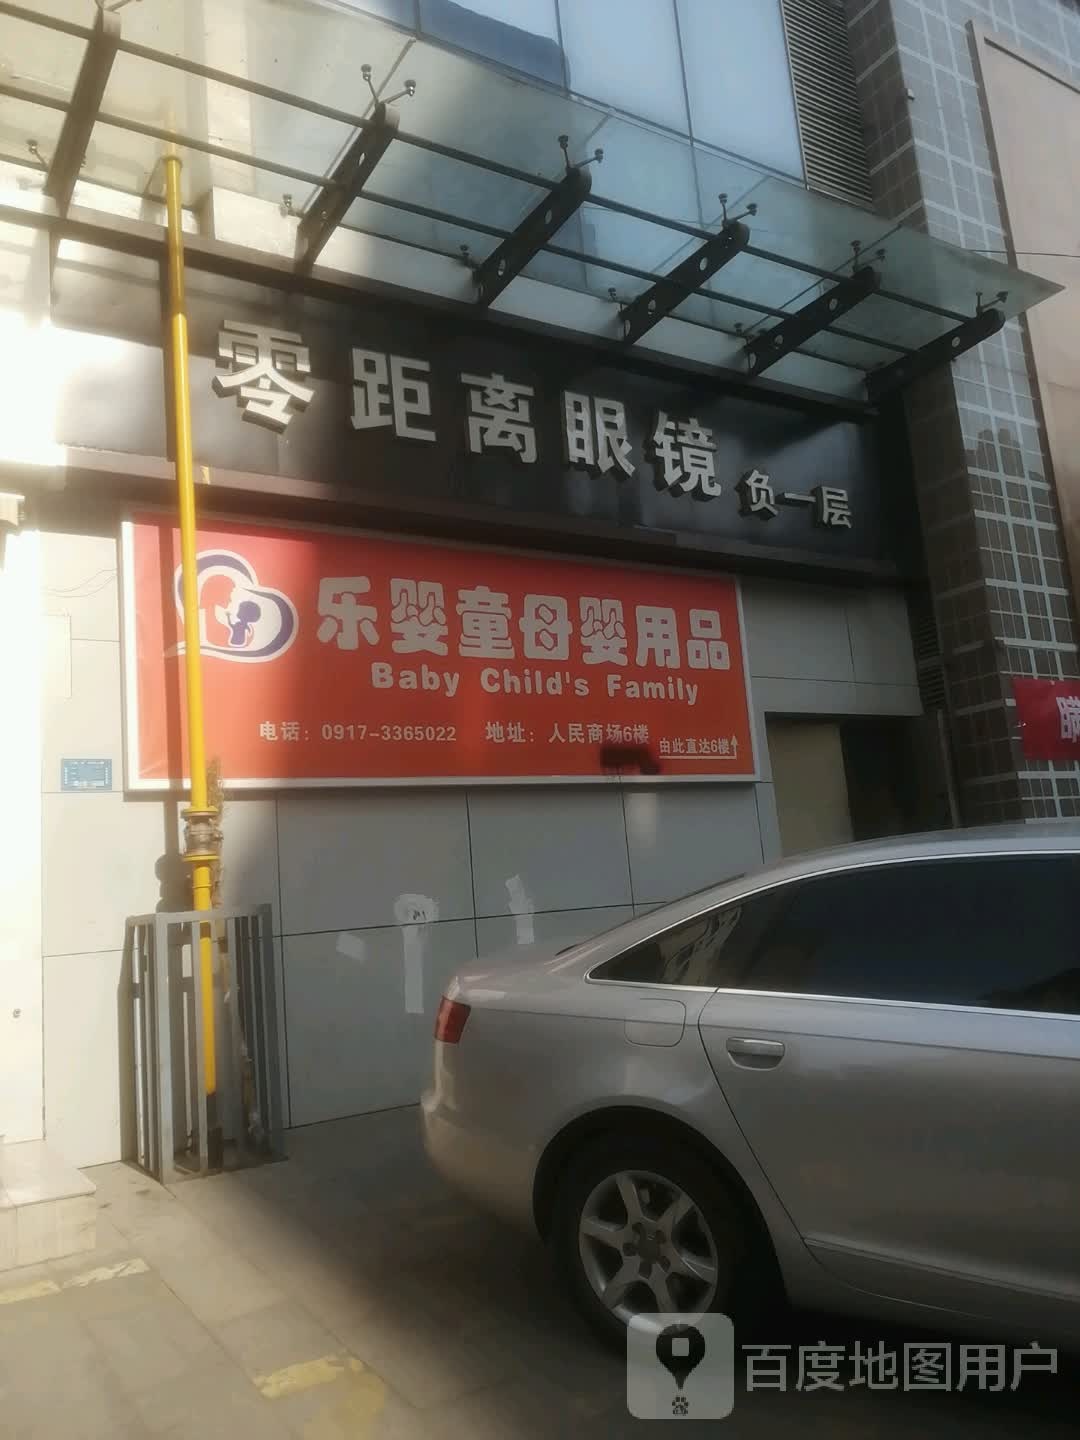 零距离眼镜 负一层
乐婴童母婴用品
Baby Child's Family
电话：0917-3365022 地址：人民商场6楼
由此直达6楼
百度地图用户